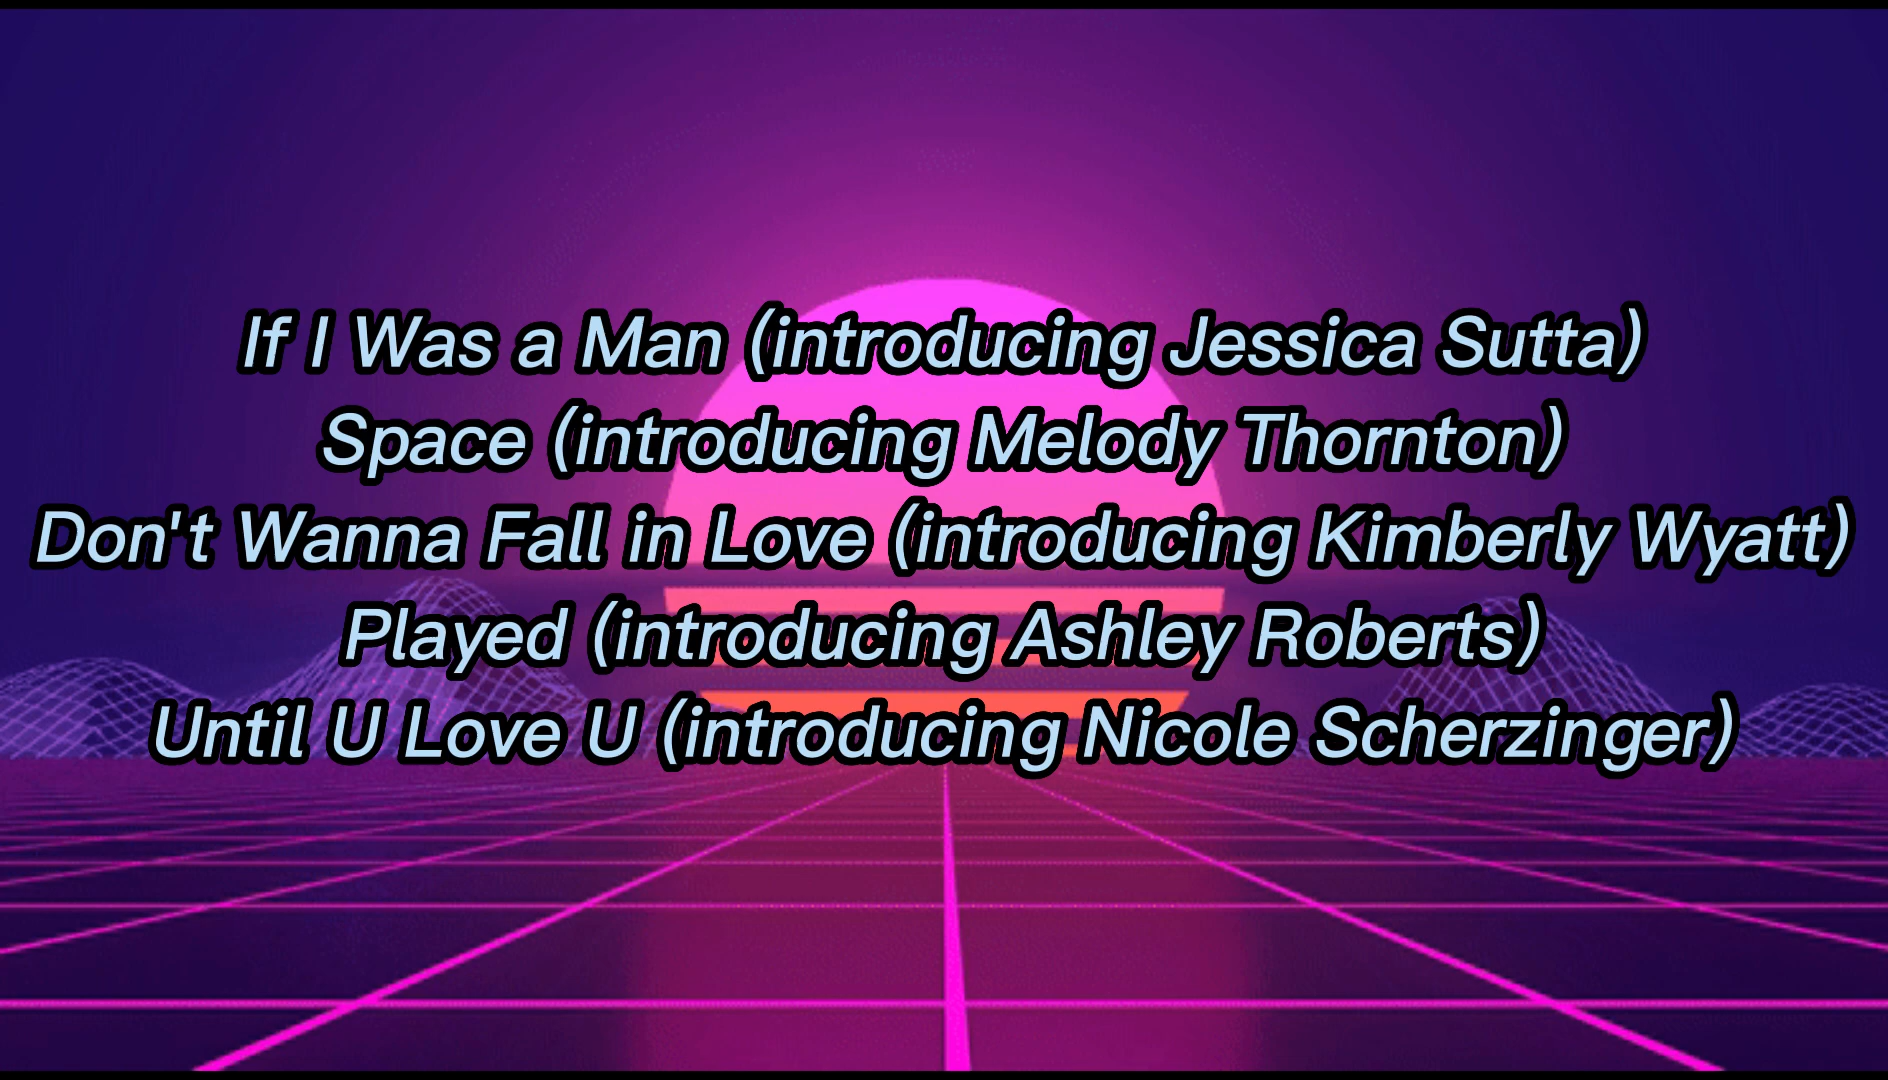 If I Was a Man (introducing Jessica Sutta)
Space (introducing Melody Thornton)
Don't Wanna Fall in Love (introducing Kimberly Wyatt)
Played (introducing Ashley Roberts)
Until U Love U (introducing Nicole Scherzinger)